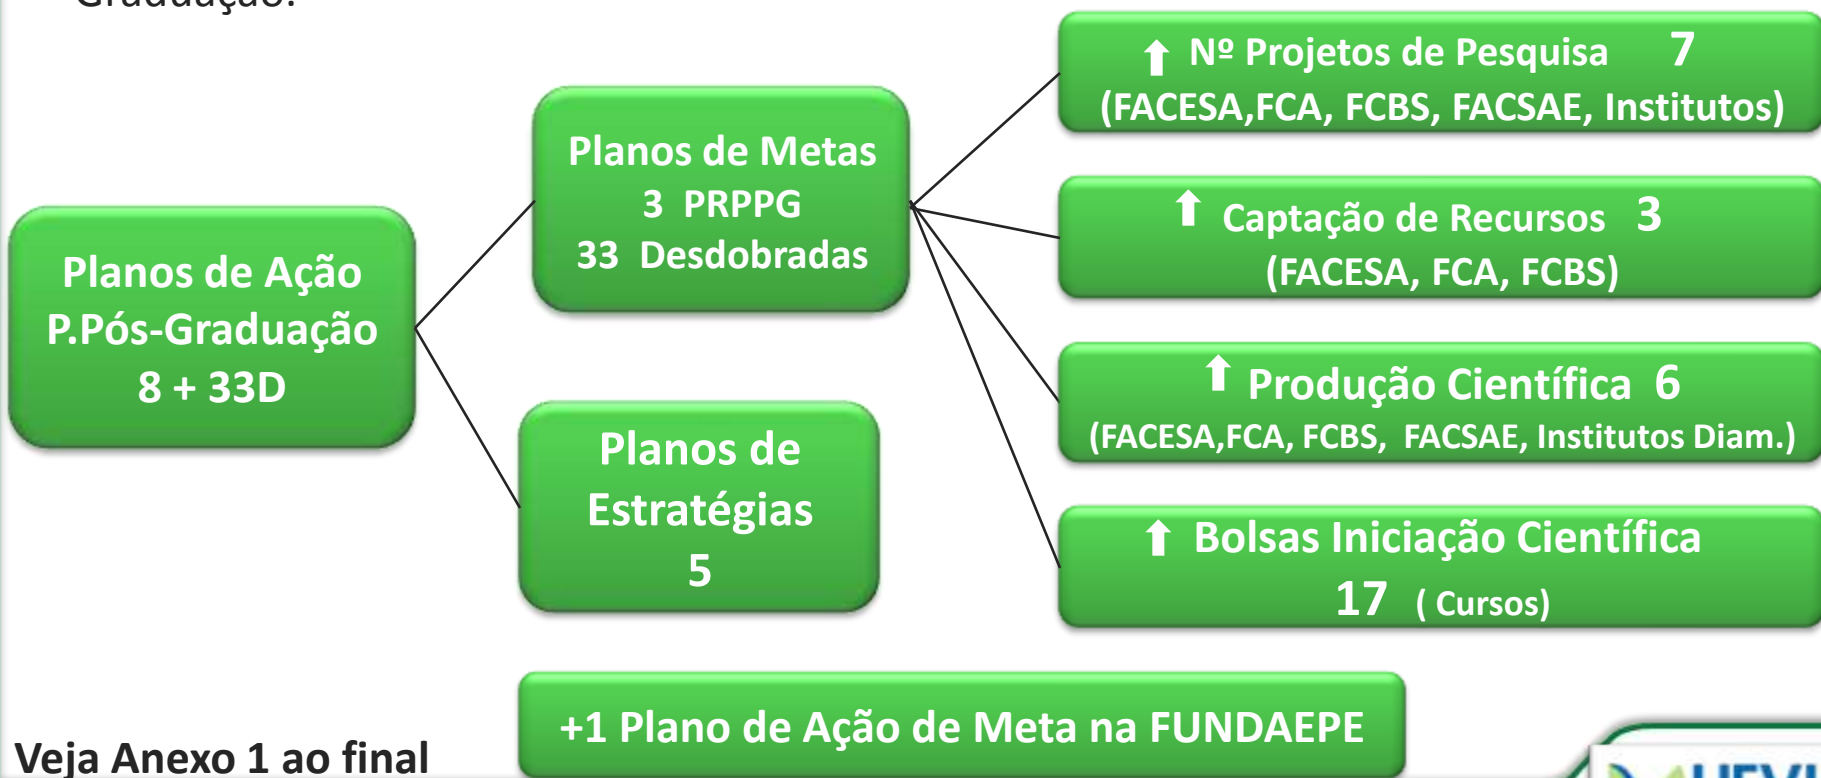 Graduação.
Planos de Ação
P.Pós-Graduação
8 + 33D
Planos de Metas
3 PRPPG
33 Desdobradas
Planos de
Estratégias
5
⬆ Nº Projetos de Pesquisa 7
(FACESA,FCA, FCBS, FACSAE, Institutos)
⬆ Captação de Recursos 3
(FACESA, FCA, FCBS)
⬆ Produção Científica 6
(FACESA,FCA, FCBS, FACSAE, Institutos Diam.)
⬆ Bolsas Iniciação Científica
17 ( Cursos)
+1 Plano de Ação de Meta na FUNDAEPE
Veja Anexo 1 ao final